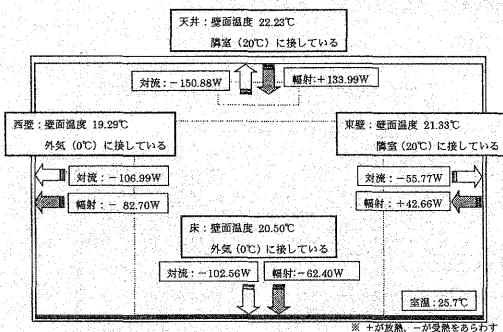 天井：壁面温度 22.23℃
隣室（20℃）に接している
対流：－150.88W
輻射：＋133.99W
西壁：壁面温度 19.29℃
外気（0℃）に接している
東壁：壁面温度 21.33℃
隣室（20℃）に接している
対流：－106.99W
対流：－55.77W
輻射：－ 82.70W
輻射：＋42.66W
床：壁面温度 20.50℃
外気（0℃）に接している
対流：－102.56W
輻射：－62.40W
室温：25.7℃
※ ＋が放熱、－が受熱をあらわす